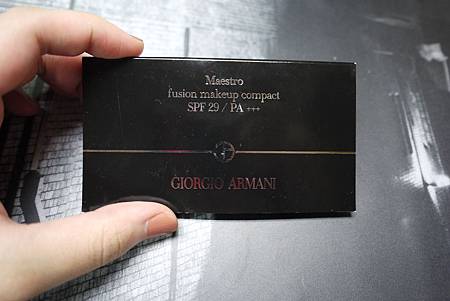 Maestro
fusion makeup compact
SPF 29 / PA +++
GIORGIO ARMANI